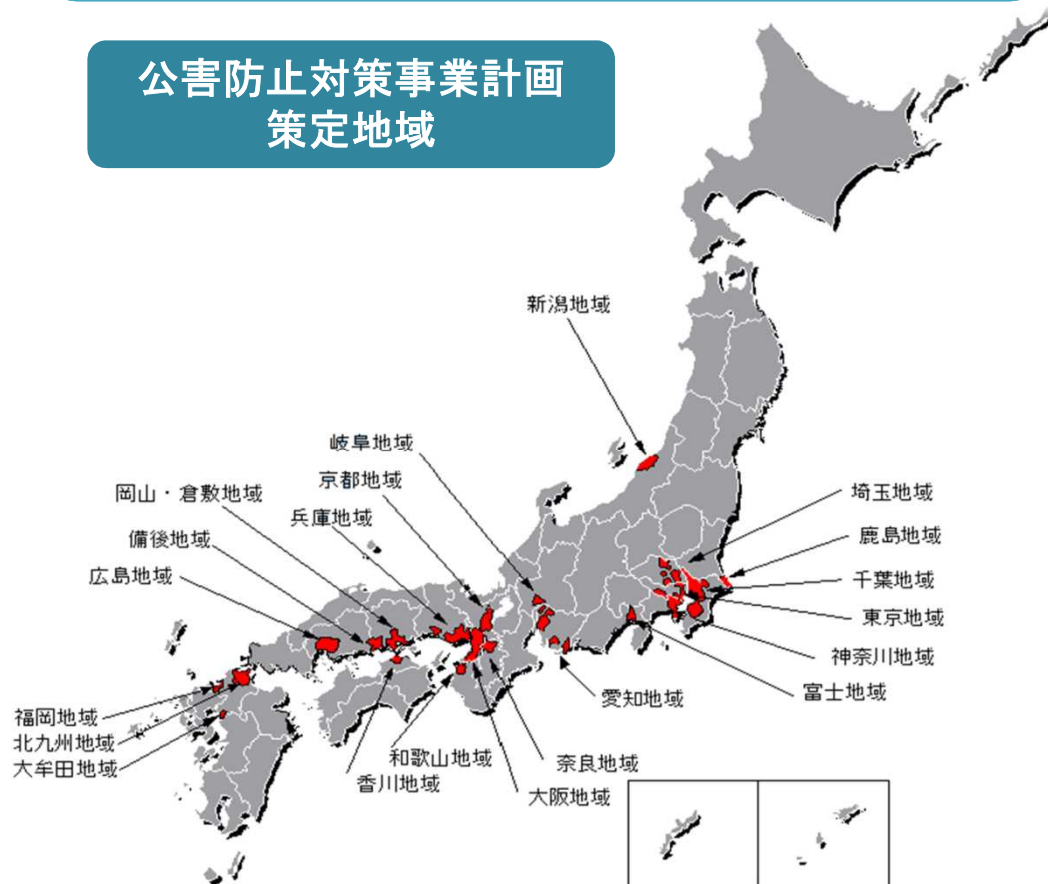 公害防止対策事業計画
策定地域
新潟地域
岐阜地域
京都地域
岡山・倉敷地域
兵庫地域
備後地域
広島地域
埼玉地域
鹿島地域
千葉地域
東京地域
神奈川地域
富士地域
愛知地域
福岡地域
北九州地域
大牟田地域
和歌山地域
香川地域
奈良地域
大阪地域